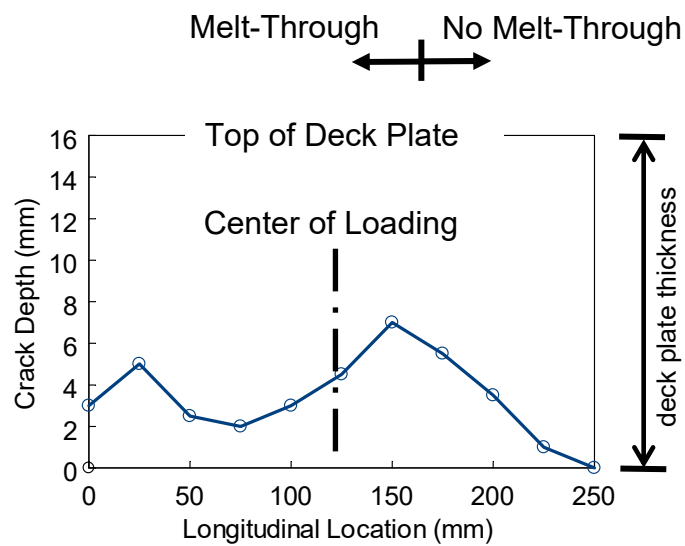 Melt-Through
No Melt-Through
Top of Deck Plate
Center of Loading
Crack Depth (mm)
16
14
12
10
8
6
4
2
0
0
50
100
150
200
250
Longitudinal Location (mm)
deck plate thickness